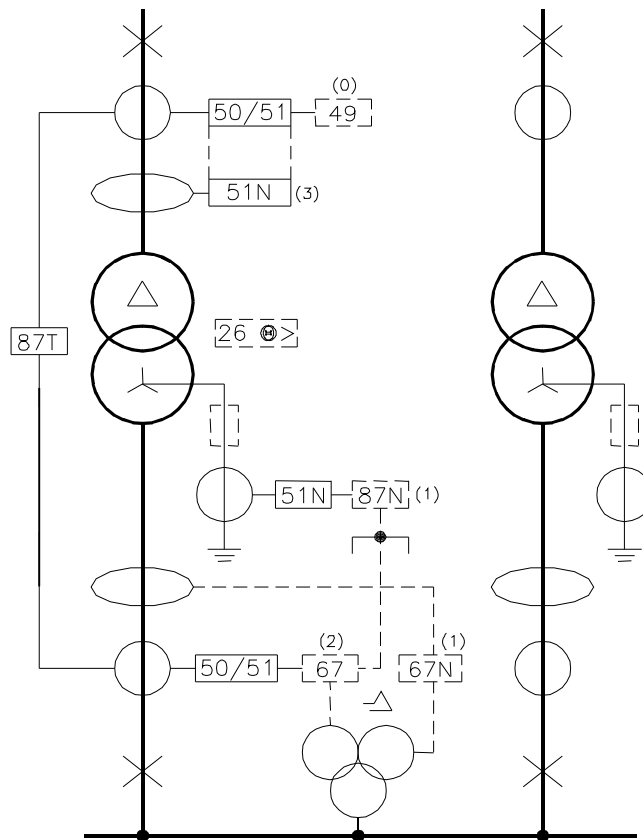 (0)
50/51 49
51N (3)
87T
26 Θ >
51N 87N (1)
(2) (1)
50/51 67 67N